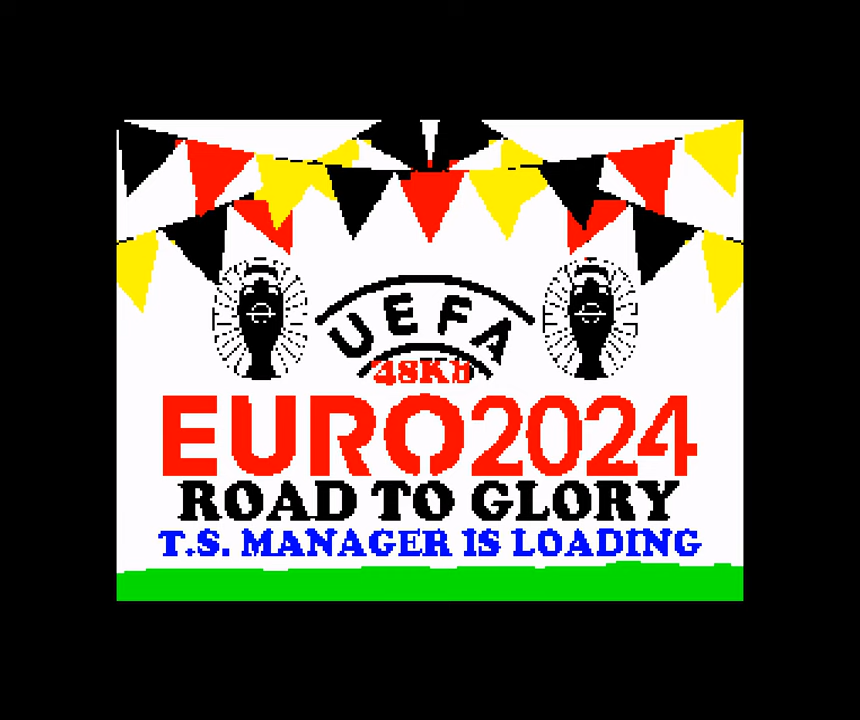 UEFA
48Kb
EURO2024
ROAD TO GLORY
T.S. MANAGER IS LOADING